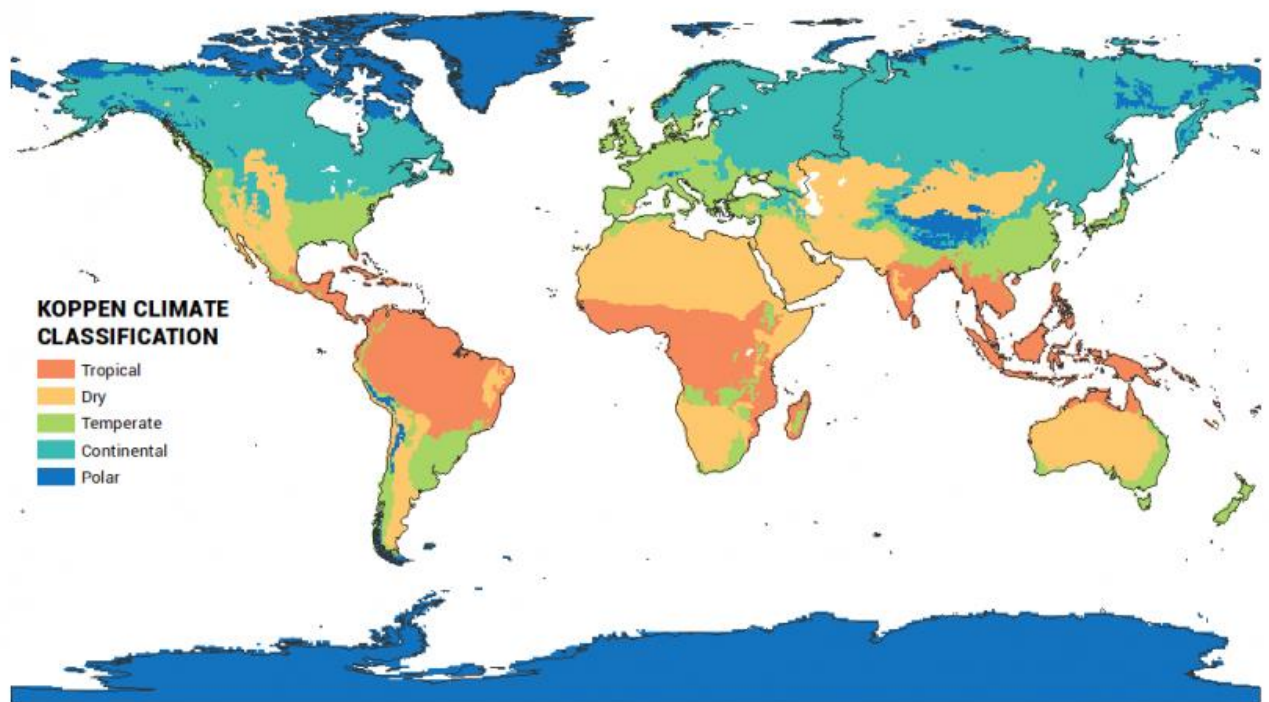 KOPPEN CLIMATE
CLASSIFICATION
Tropical
Dry
Temperate
Continental
Polar